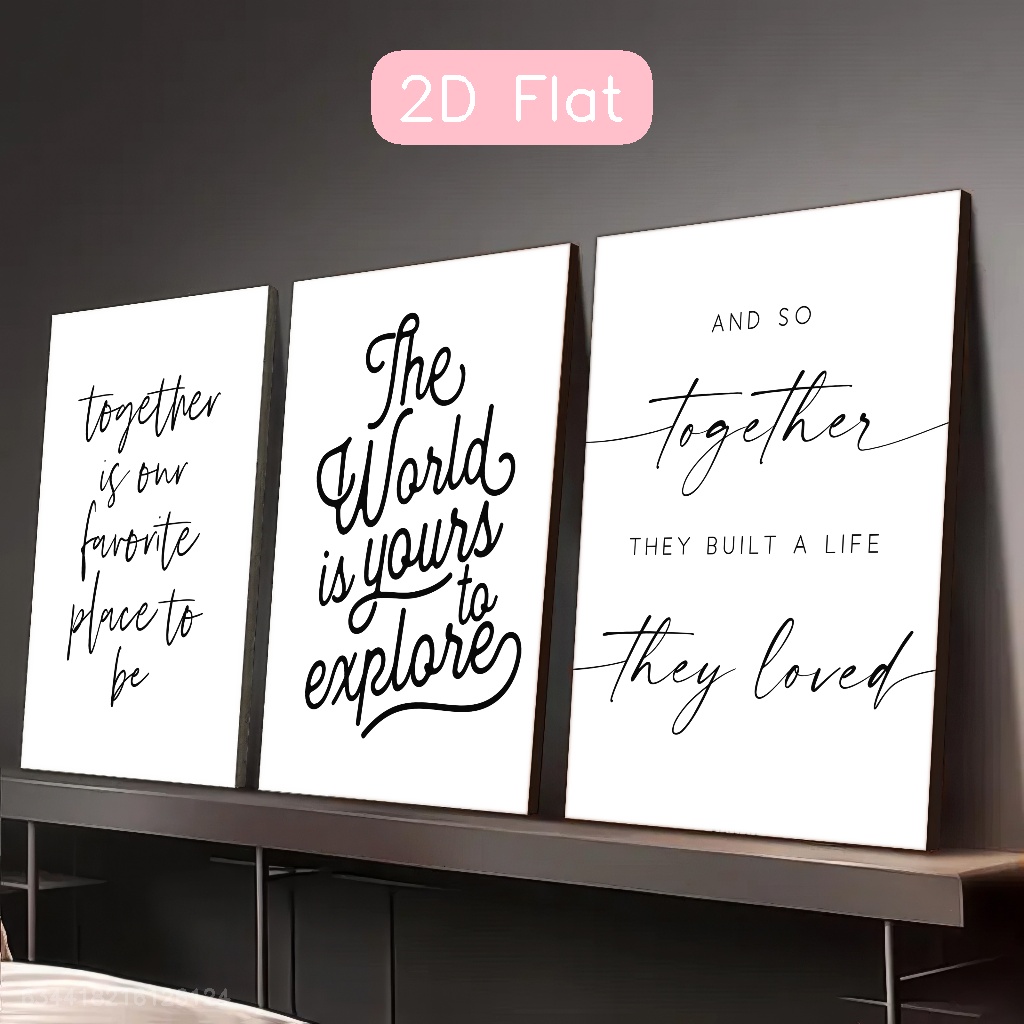 2D Flat
together
is our
favorite
place to
be
The
World
is yours
to
explore
AND SO
together
THEY BUILT A LIFE
they loved